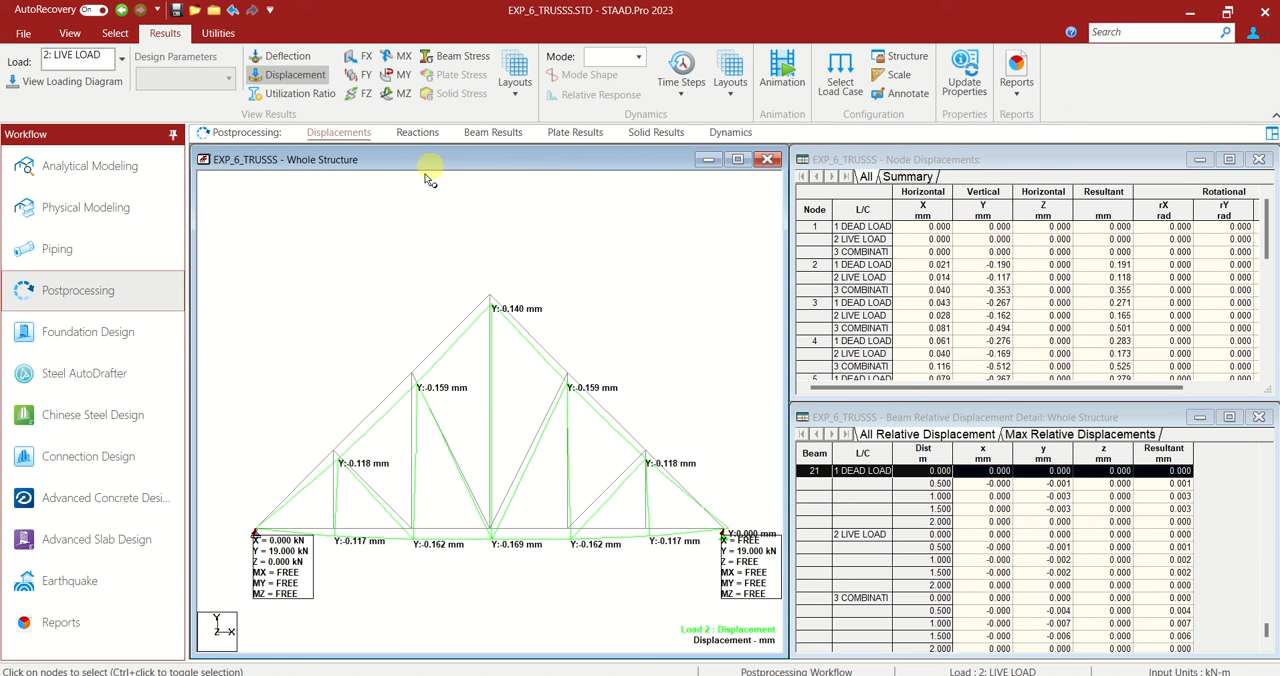 AutoRecovery On
EXP_6_TRUSSS.STD - STAAD.Pro 2023
File View Select Results Utilities
Search
Load: 2: LIVE LOAD
View Loading Diagram
Design Parameters
Deflection
Displacement
Utilization Ratio
View Results
FX MX Beam Stress
FY MY Plate Stress
FZ MZ Solid Stress
Layouts
Mode:
Mode Shape
Relative Response
Time Steps
Layouts
Dynamics
Animation
Animation
Select
Load Case
Structure
Scale
Annotate
Configuration
Update
Properties
Properties
Reports
Reports
Workflow
Postprocessing: Displacements Reactions Beam Results Plate Results Solid Results Dynamics
Analytical Modeling
Physical Modeling
Piping
Postprocessing
Foundation Design
Steel AutoDrafter
Chinese Steel Design
Connection Design
Advanced Concrete Desi...
Advanced Slab Design
Earthquake
Reports
EXP_6_TRUSSS - Whole Structure
Y:-0.140 mm
Y:-0.159 mm Y:-0.159 mm
Y:-0.118 mm Y:-0.118 mm
Y:0.000 mm
Y:-0.117 mm Y:-0.162 mm Y:-0.169 mm Y:-0.162 mm Y:-0.117 mm
X = 0.000 kN
Y = 19.000 kN
Z = 0.000 kN
MX = FREE
MY = FREE
MZ = FREE
X = FREE
Y = 19.000 kN
Z = FREE
MX = FREE
MY = FREE
MZ = FREE
Y
Z X
Load 2 : Displacement
Displacement - mm
EXP_6_TRUSSS - Node Displacements:
All Summary
Horizontal Vertical Horizontal Resultant Rotational
Node L/C X mm Y mm Z mm mm rX rad rY rad
1 1 DEAD LOAD 0.000 0.000 0.000 0.000 0.000 0.000
2 LIVE LOAD 0.000 0.000 0.000 0.000 0.000 0.000
3 COMBINATI 0.000 0.000 0.000 0.000 0.000 0.000
2 1 DEAD LOAD 0.021 -0.190 0.000 0.191 0.000 0.000
2 LIVE LOAD 0.014 -0.117 0.000 0.118 0.000 0.000
3 COMBINATI 0.040 -0.353 0.000 0.355 0.000 0.000
3 1 DEAD LOAD 0.043 -0.267 0.000 0.271 0.000 0.000
2 LIVE LOAD 0.028 -0.162 0.000 0.165 0.000 0.000
3 COMBINATI 0.081 -0.494 0.000 0.501 0.000 0.000
4 1 DEAD LOAD 0.061 -0.276 0.000 0.283 0.000 0.000
2 LIVE LOAD 0.040 -0.169 0.000 0.173 0.000 0.000
3 COMBINATI 0.116 -0.512 0.000 0.525 0.000 0.000
5 1 DEAD LOAD 0.079 -0.267 0.000 0.279 0.000 0.000
EXP_6_TRUSSS - Beam Relative Displacement Detail: Whole Structure
All Relative Displacement Max Relative Displacements
Beam L/C Dist m x mm y mm z mm Resultant mm
21 1 DEAD LOAD 0.000 0.000 0.000 0.000 0.000
0.500 -0.000 -0.001 0.000 0.001
1.000 -0.000 -0.003 0.000 0.003
1.500 -0.000 -0.003 0.000 0.003
2.000 0.000 0.000 0.000 0.000
2 LIVE LOAD 0.000 0.000 0.000 0.000 0.000
0.500 -0.000 -0.001 0.000 0.001
1.000 -0.000 -0.002 0.000 0.002
1.500 -0.000 -0.002 0.000 0.002
2.000 0.000 0.000 0.000 0.000
3 COMBINATI 0.000 0.000 0.000 0.000 0.000
0.500 -0.000 -0.004 0.000 0.004
1.000 -0.000 -0.007 0.000 0.007
1.500 -0.000 -0.006 0.000 0.006
2.000 0.000 0.000 0.000 0.000
Click on nodes to select (Ctrl+click to toggle selection) Postprocessing Workflow Load : 2: LIVE LOAD Input Units : kN-m